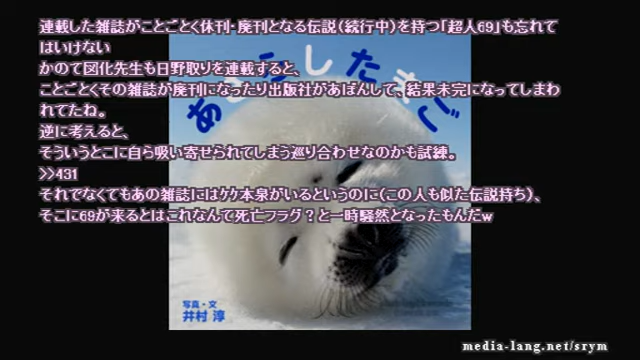 連載した雑誌がことごとく休刊・廃刊となる伝説（続行中）を持つ「超人69」も忘れて
はいけない
かのて図化先生も日野取りを連載すると、
ことごとくその雑誌が廃刊になったり出版社があぼんして、結果未完になってしまわ
れてたね。
逆に考えると、
そういうとこに自ら吸い寄せられてしまう巡り合わせなのかも試練。
>>431
それでなくてもあの雑誌にはｹｹ本泉がいるというのに（この人も似た伝説持ち）、
そこに69が来るとはこれなんて死亡フラグ？と一時騒然となったもんだｗ
あ
した
ご
写真・文
井村 淳
media-lang.net/srym